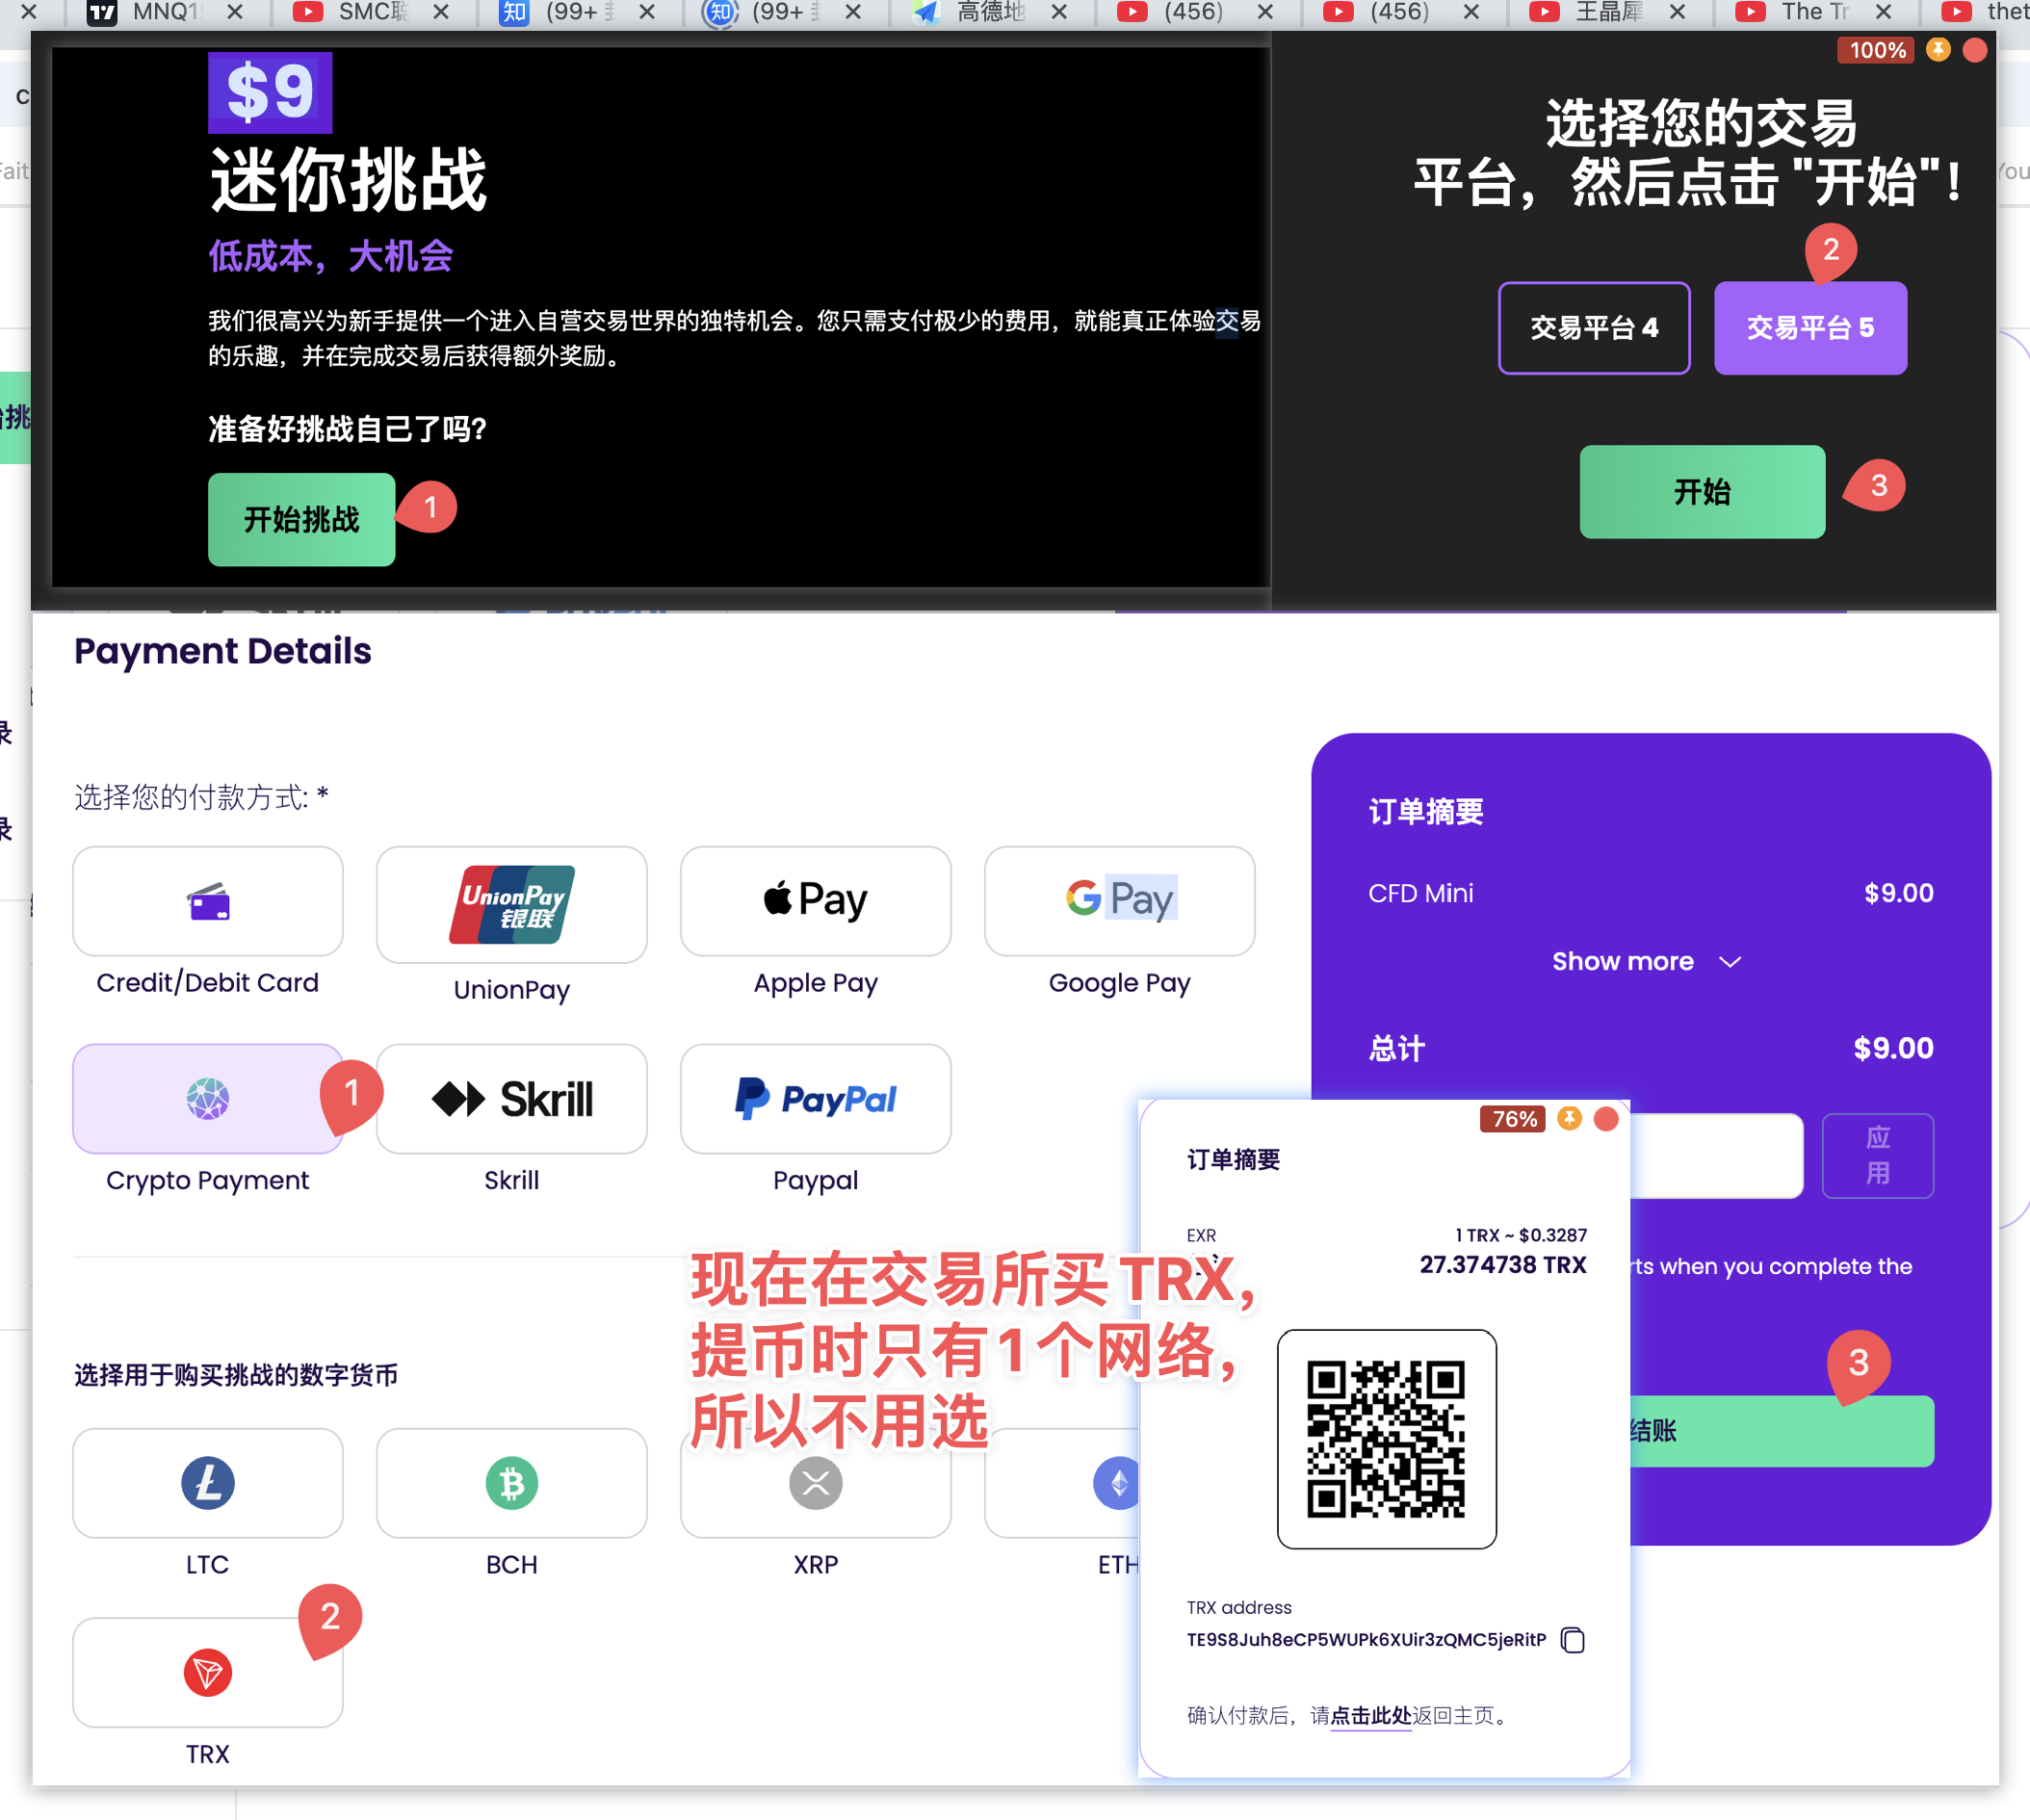 MNQ1
SMC聪
(99+
(99+
高德地
(456)
(456)
王晶犀
The Tr
thet
100%
$9
迷你挑战
低成本，大机会
我们很高兴为新手提供一个进入自营交易世界的独特机会。您只需支付极少的费用，就能真正体验交易
的乐趣，并在完成交易后获得额外奖励。
准备好挑战自己了吗？
开始挑战
1
选择您的交易
平台，然后点击 "开始"！
2
交易平台 4
交易平台 5
开始
3
Payment Details
选择您的付款方式: *
UnionPay
银联
Pay
G Pay
Credit/Debit Card
UnionPay
Apple Pay
Google Pay
1
Skrill
PayPal
Crypto Payment
Skrill
Paypal
订单摘要
CFD Mini
$9.00
Show more
总计
$9.00
应
用
rts when you complete the
3
结账
现在在交易所买 TRX，
提币时只有1个网络，
所以不用选
选择用于购买挑战的数字货币
LTC
BCH
XRP
ETH
2
TRX
76%
订单摘要
EXR
1 TRX ~ $0.3287
27.374738 TRX
TRX address
TE9S8Juh8eCP5WUPk6XUir3zQMC5jeRitP
确认付款后，请点击此处返回主页。